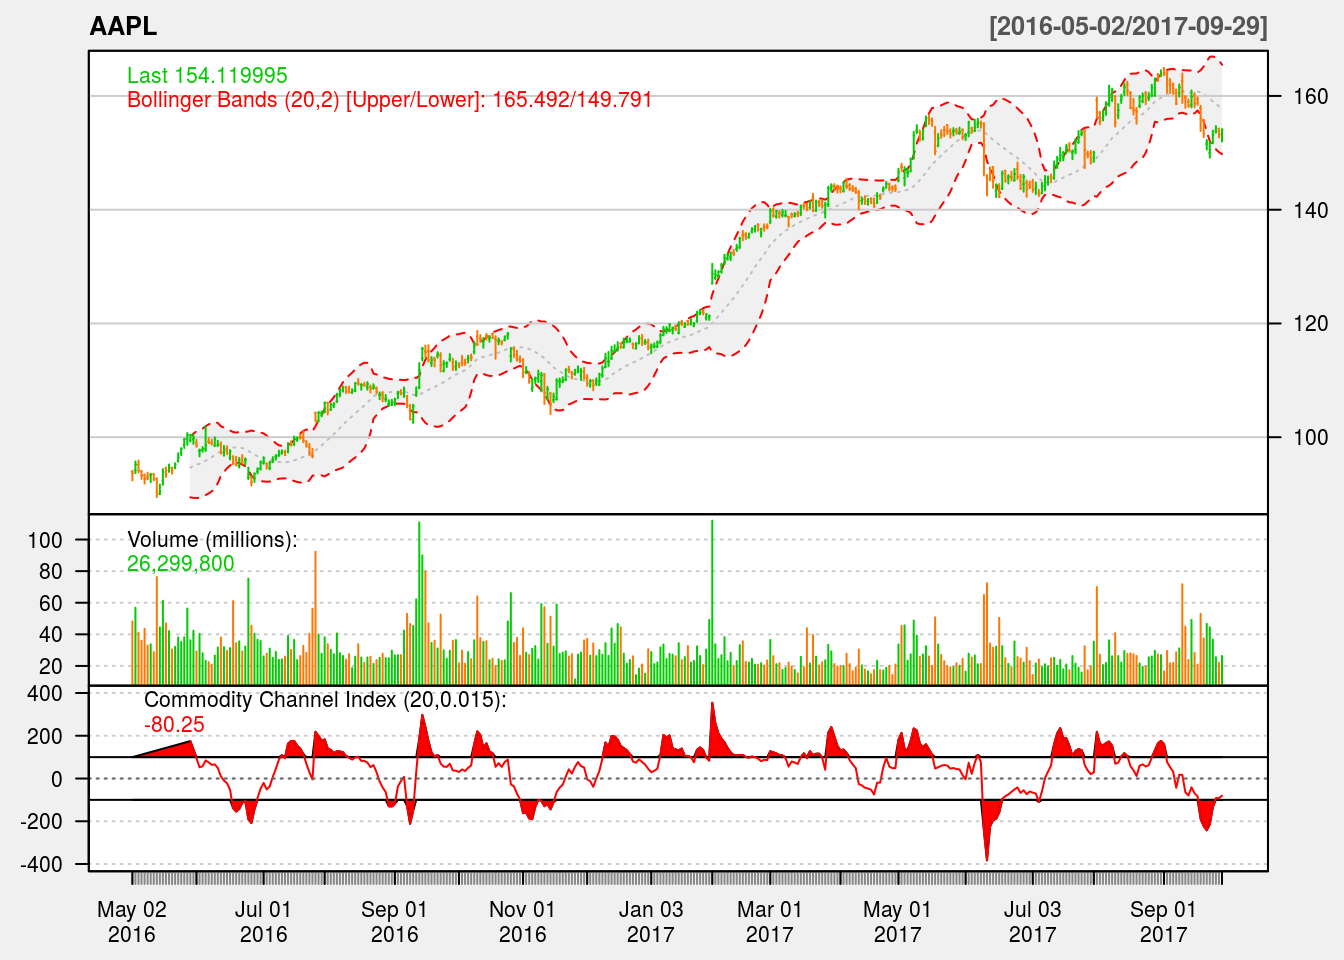 AAPL
[2016-05-02/2017-09-29]
Last 154.119995
Bollinger Bands (20,2) [Upper/Lower]: 165.492/149.791
160
140
120
100
Volume (millions):
26,299,800
100
80
60
40
20
Commodity Channel Index (20,0.015):
-80.25
400
200
0
-200
-400
May 02 Jul 01 Sep 01 Nov 01 Jan 03 Mar 01 May 01 Jul 03 Sep 01
2016 2016 2016 2016 2017 2017 2017 2017 2017